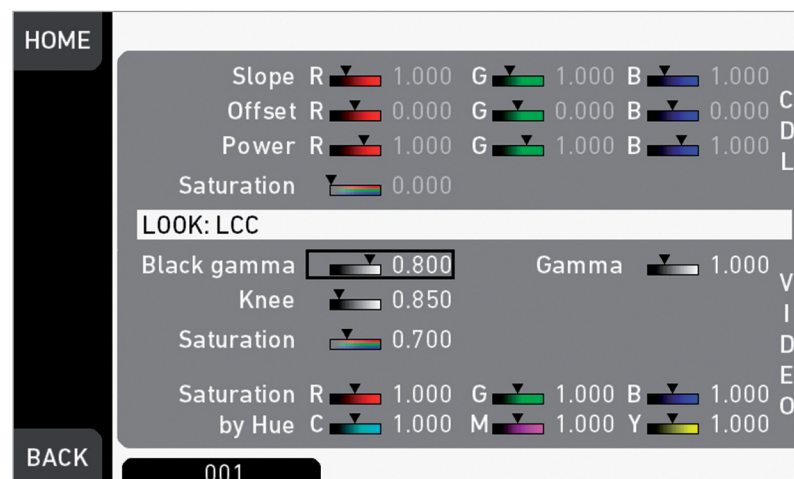 HOME
Slope R 1.000 G 1.000 B 1.000
Offset R 0.000 G 0.000 B 0.000
Power R 1.000 G 1.000 B 1.000
Saturation 0.000
CDL
LOOK: LCC
Black gamma 0.800 Gamma 1.000
Knee 0.850
Saturation 0.700
Saturation R 1.000 G 1.000 B 1.000
by Hue C 1.000 M 1.000 Y 1.000
VIDEO
BACK
001